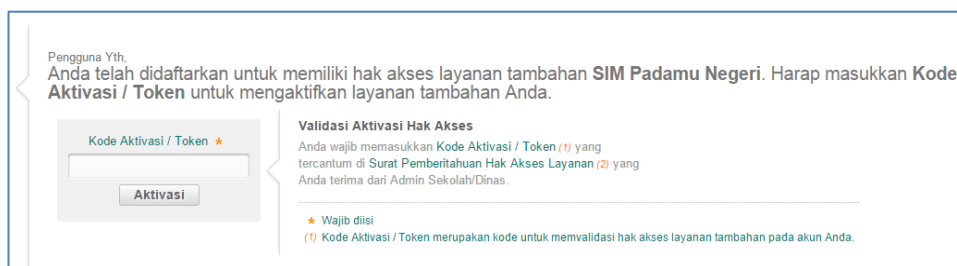 Pengguna Yth,
Anda telah didaftarkan untuk memiliki hak akses layanan tambahan SIM Padamu Negeri. Harap masukkan Kode
Aktivasi / Token untuk mengaktifkan layanan tambahan Anda.
Kode Aktivasi / Token *
Aktivasi
Validasi Aktivasi Hak Akses
Anda wajib memasukkan Kode Aktivasi / Token (1) yang
tercantum di Surat Pemberitahuan Hak Akses Layanan (2) yang
Anda terima dari Admin Sekolah/Dinas.
* Wajib diisi
(1) Kode Aktivasi / Token merupakan kode untuk memvalidasi hak akses layanan tambahan pada akun Anda.